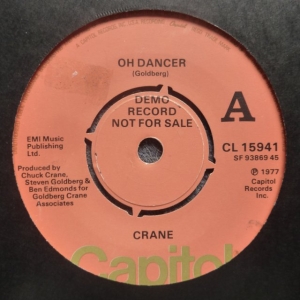 OH DANCER
(Goldberg)
DEMO
RECORD
NOT FOR SALE
A
EMI Music
Publishing
Ltd.
CL 15941
SF 93869 45
Produced by
Chuck Crane,
Steven Goldberg &
Ben Edmonds for
Goldberg Crane
Associates
℗ 1977
Capitol
Records
Inc.
CRANE
Capitol